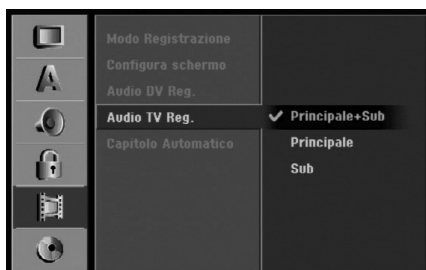 Modo Registrazione
Configura schermo
Audio DV Reg.
Audio TV Reg.
Capitolo Automatico
✔ Principale+Sub
Principale
Sub